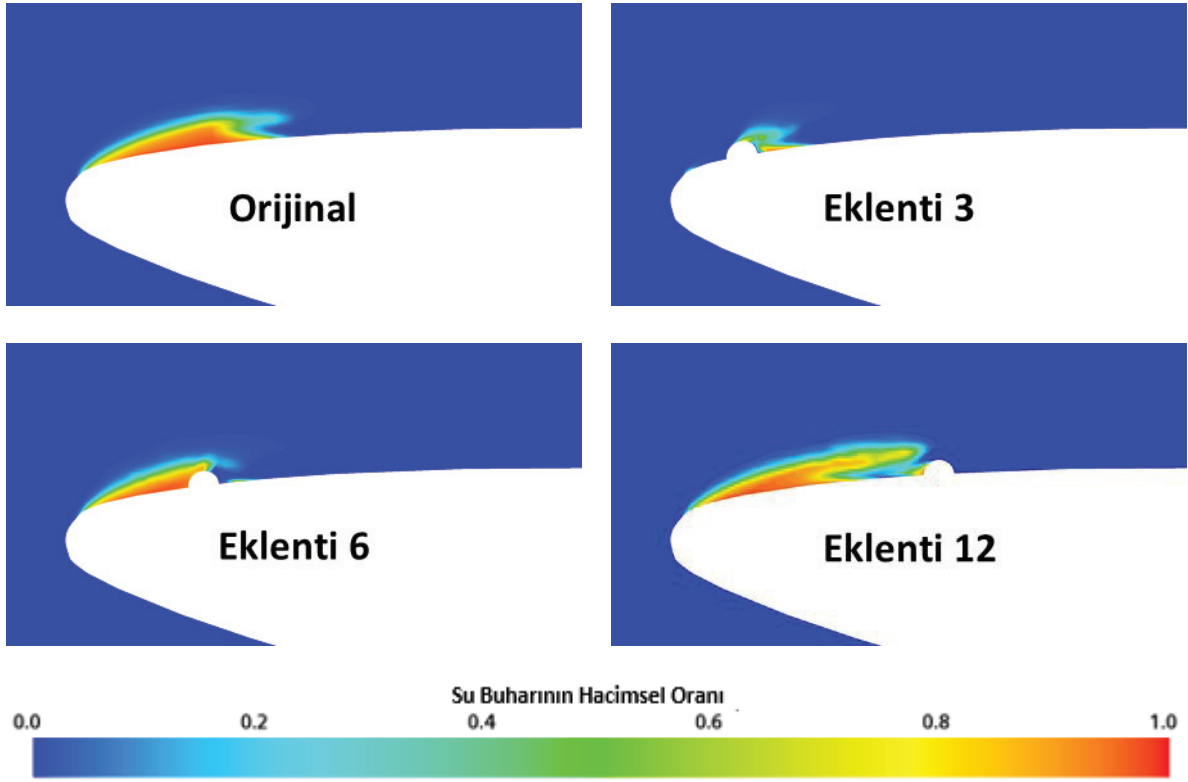 Orijinal
Eklenti 3
Eklenti 6
Eklenti 12
Su Buharının Hacimsel Oranı
0.0 0.2 0.4 0.6 0.8 1.0